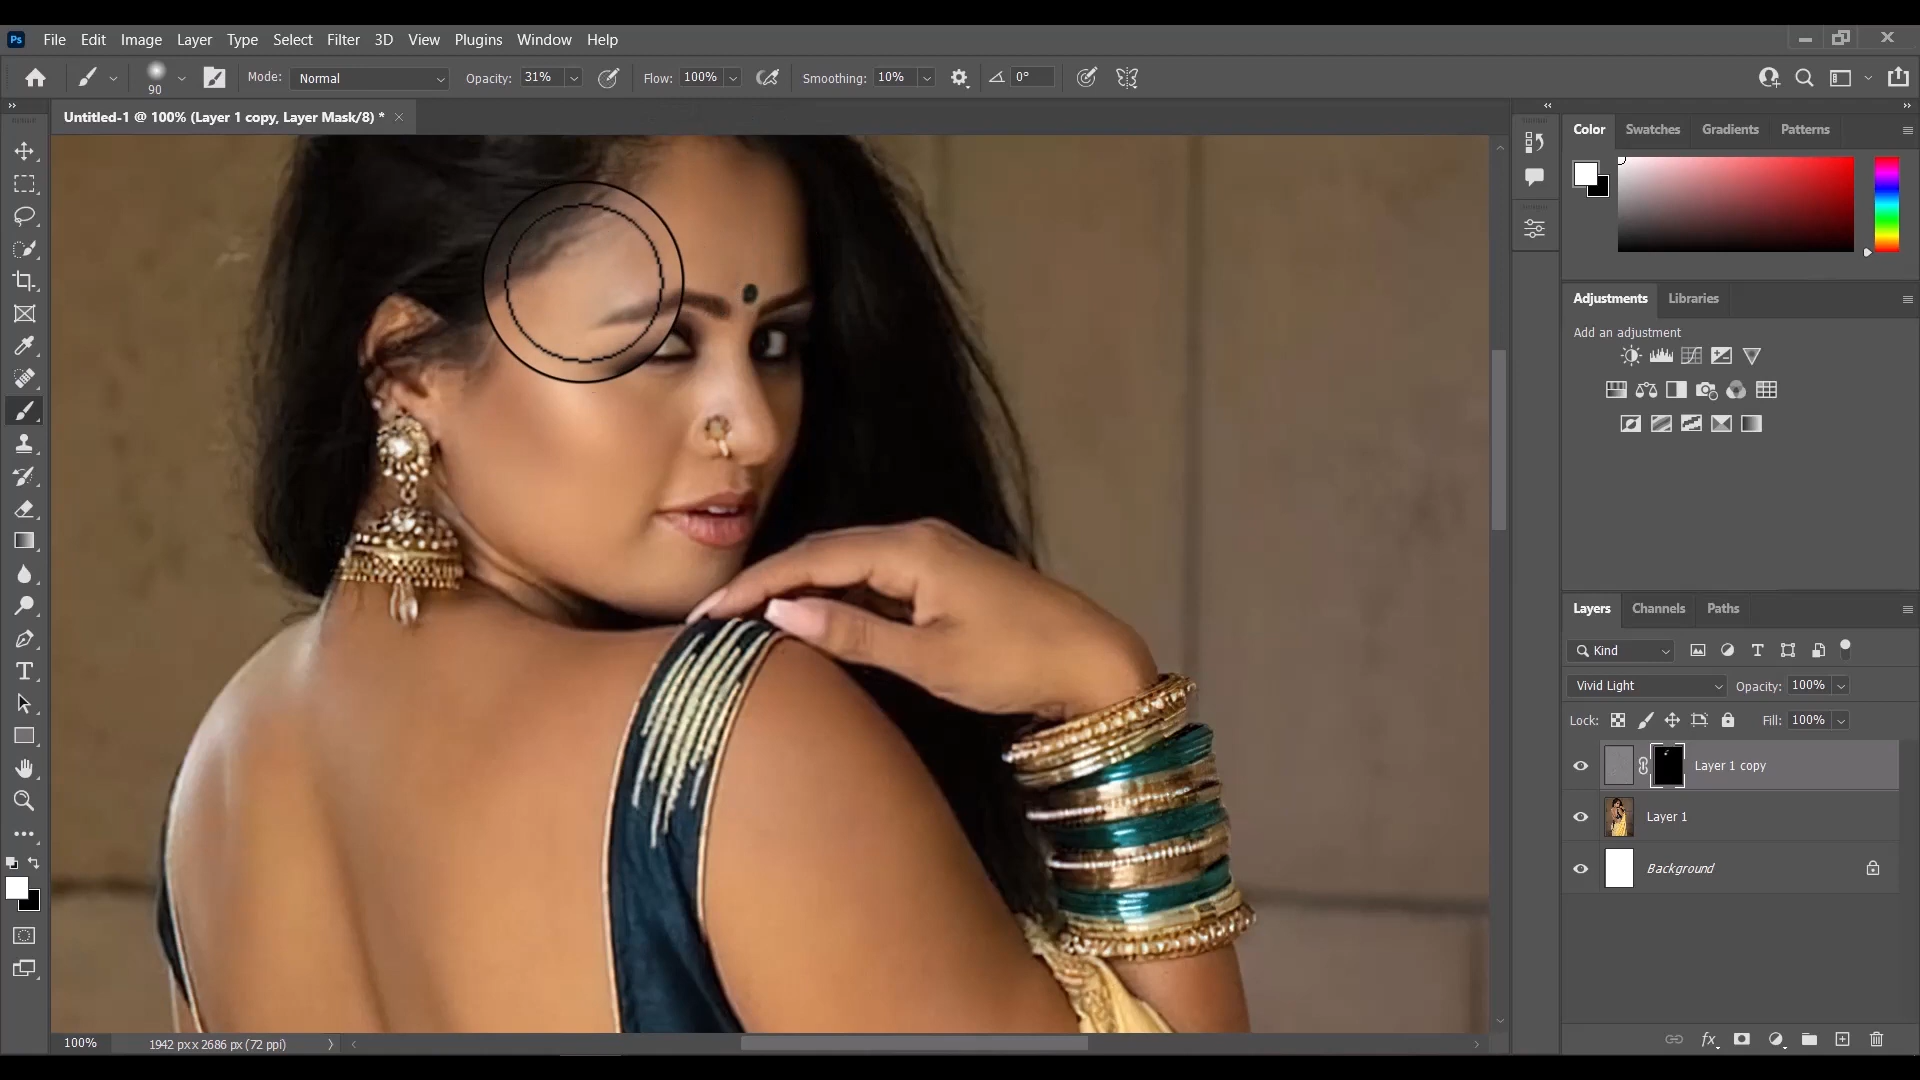 Ps File Edit Image Layer Type Select Filter 3D View Plugins Window Help
90 Mode: Normal Opacity: 31% Flow: 100% Smoothing: 10% 0°
Untitled-1 @ 100% (Layer 1 copy, Layer Mask/8) *
Color Swatches Gradients Patterns
Adjustments Libraries
Add an adjustment
Layers Channels Paths
Kind
Vivid Light Opacity: 100%
Lock: Fill: 100%
Layer 1 copy
Layer 1
Background
100% 1942 px x 2686 px (72 ppi)